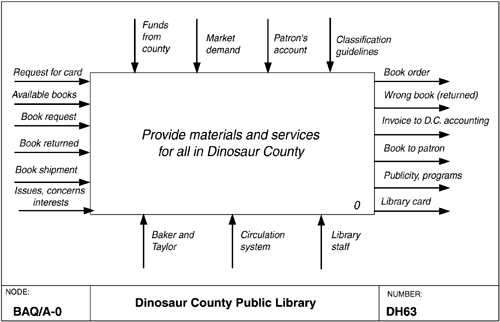 Funds
from
county
Market
demand
Patron's
account
Classification
guidelines
Request for card
Available books
Book request
Book returned
Book shipment
Issues, concerns
interests
Provide materials and services
for all in Dinosaur County
0
Book order
Wrong book (returned)
Invoice to D.C. accounting
Book to patron
Publicity, programs
Library card
Baker and
Taylor
Circulation
system
Library
staff
NODE:
BAQ/A-0
Dinosaur County Public Library
NUMBER:
DH63